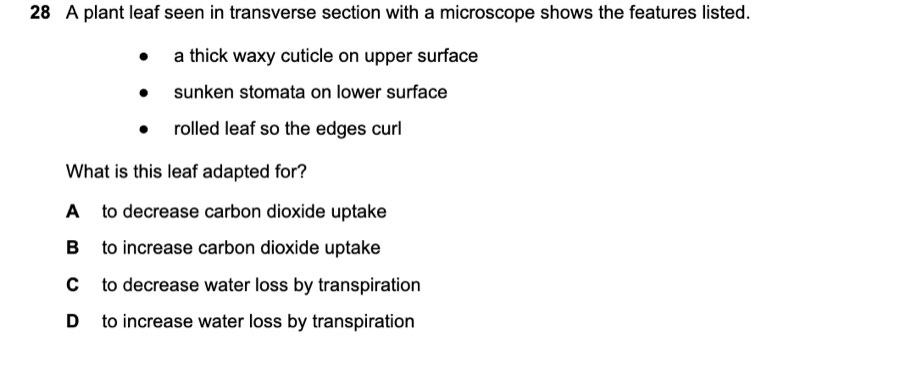 28 A plant leaf seen in transverse section with a microscope shows the features listed.
• a thick waxy cuticle on upper surface
• sunken stomata on lower surface
• rolled leaf so the edges curl
What is this leaf adapted for?
A to decrease carbon dioxide uptake
B to increase carbon dioxide uptake
C to decrease water loss by transpiration
D to increase water loss by transpiration